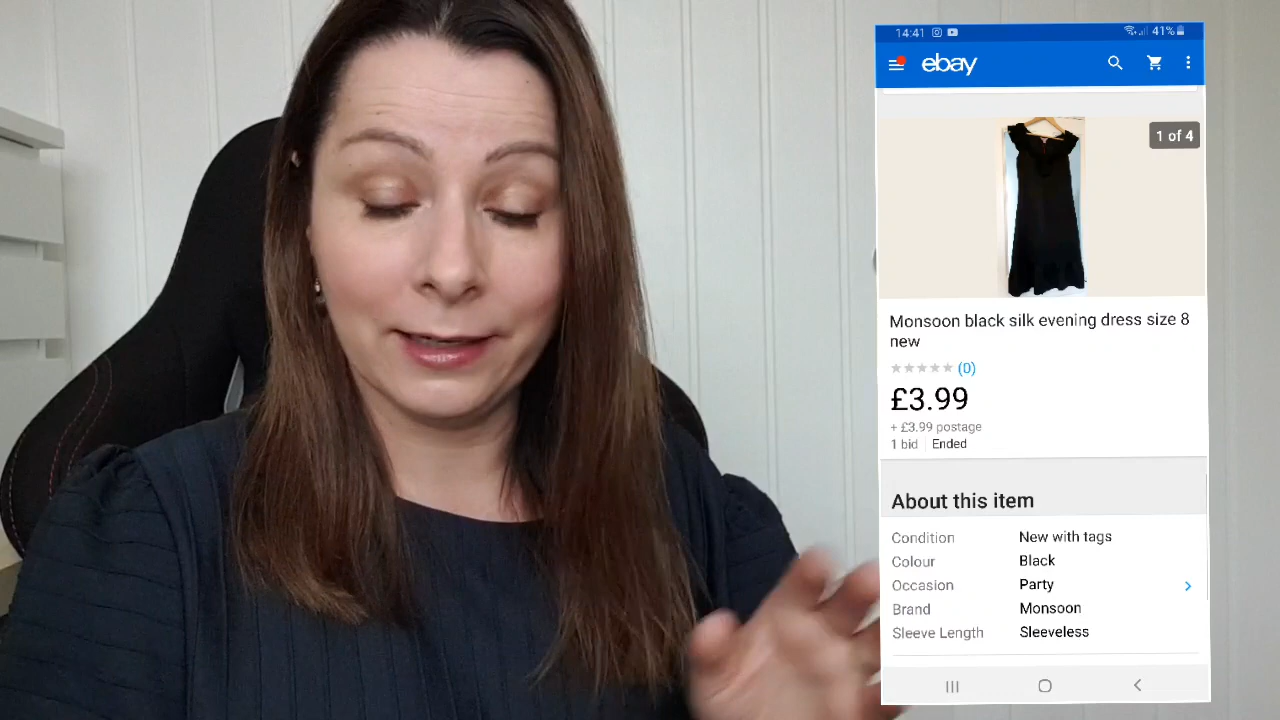 14:41 41%
ebay
1 of 4
Monsoon black silk evening dress size 8
new
(0)
£3.99
+ £3.99 postage
1 bid Ended
About this item
Condition New with tags
Colour Black
Occasion Party
Brand Monsoon
Sleeve Length Sleeveless